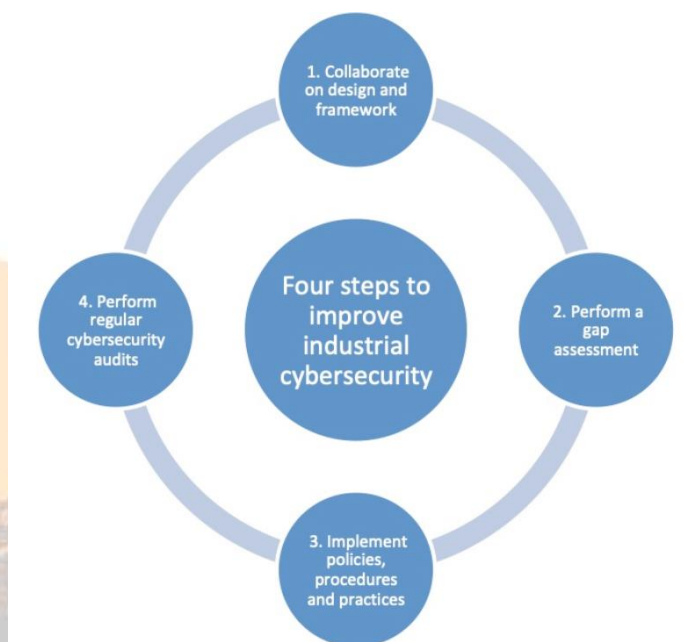 1. Collaborate
on design and
framework
Four steps to
improve
industrial
cybersecurity
2. Perform a
gap
assessment
3. Implement
policies,
procedures
and practices
4. Perform
regular
cybersecurity
audits